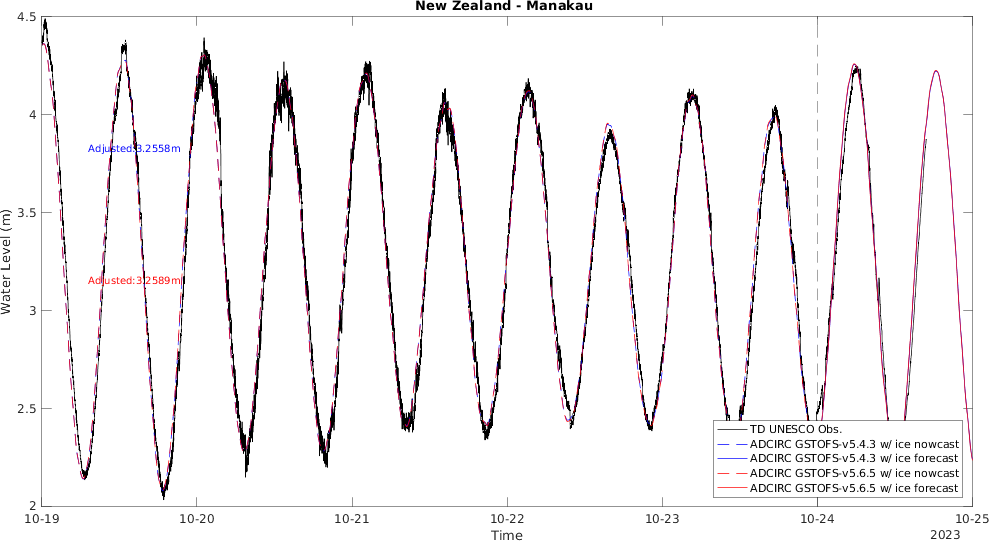 New Zealand - Manakau
4.5
4
3.5
3
2.5
2
Water Level (m)
Adjusted:3.2558m
Adjusted:3.2589m
TD UNESCO Obs.
ADCIRC GSTOFS-v5.4.3 w/ ice nowcast
ADCIRC GSTOFS-v5.4.3 w/ ice forecast
ADCIRC GSTOFS-v5.6.5 w/ ice nowcast
ADCIRC GSTOFS-v5.6.5 w/ ice forecast
10-19 10-20 10-21 10-22 10-23 10-24 10-25
Time
2023